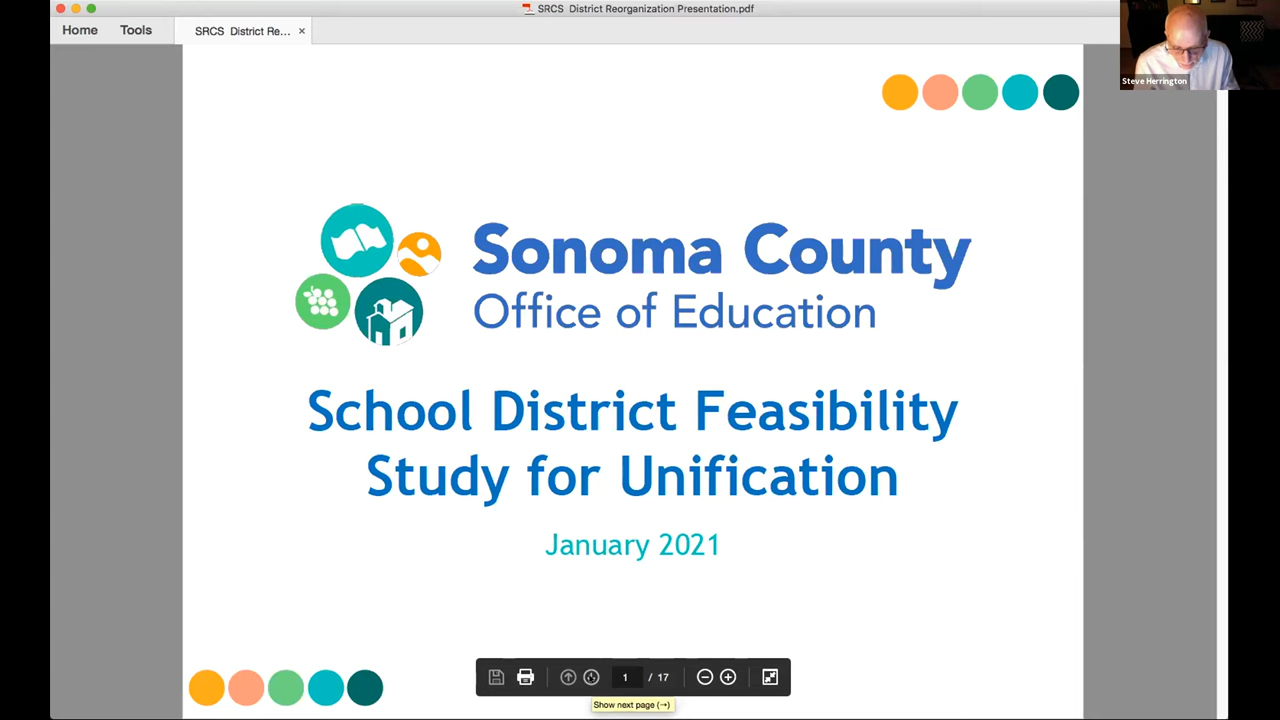 SRCS District Reorganization Presentation.pdf
Home
Tools
SRCS District Re...
Steve Herrington
Sonoma County
Office of Education
School District Feasibility
Study for Unification
January 2021
1 / 17
Show next page (→)